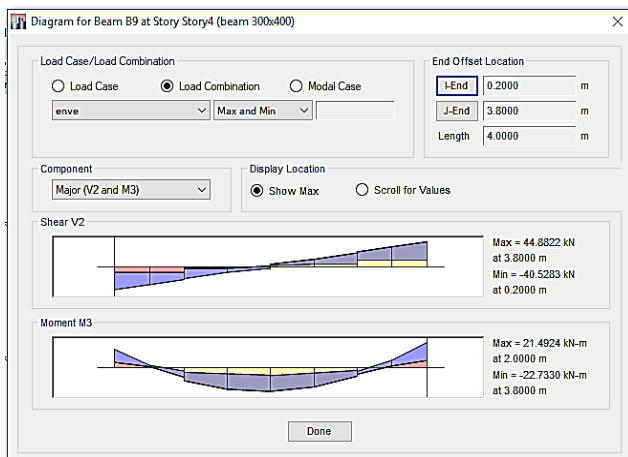 Diagram for Beam B9 at Story Story4 (beam 300x400)
Load Case/Load Combination
Load Case
Load Combination
Modal Case
enve
Max and Min
End Offset Location
I-End
0.2000
m
J-End
3.8000
m
Length
4.0000
m
Component
Major (V2 and M3)
Display Location
Show Max
Scroll for Values
Shear V2
Max = 44.8822 kN
at 3.8000 m
Min = -40.5283 kN
at 0.2000 m
Moment M3
Max = 21.4924 kN-m
at 2.0000 m
Min = -22.7330 kN-m
at 3.8000 m
Done